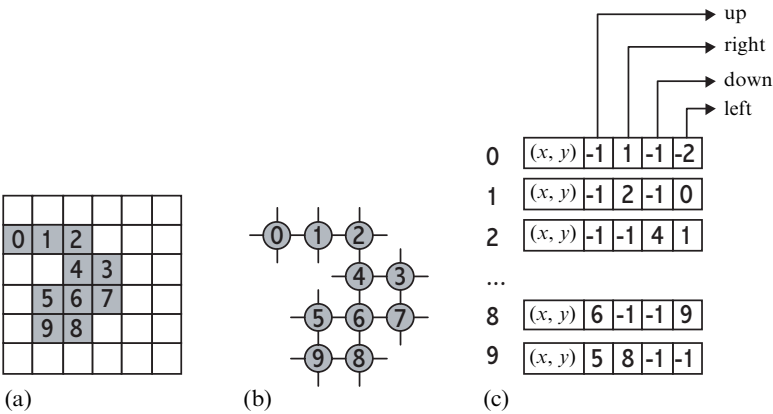 up
right
down
left
0 (x, y) -1 1 -1 -2
1 (x, y) -1 2 -1 0
2 (x, y) -1 -1 4 1
...
8 (x, y) 6 -1 -1 9
9 (x, y) 5 8 -1 -1
0 1 2
4 3
5 6 7
9 8
0 1 2
4 3
5 6 7
9 8
(a) (b) (c)